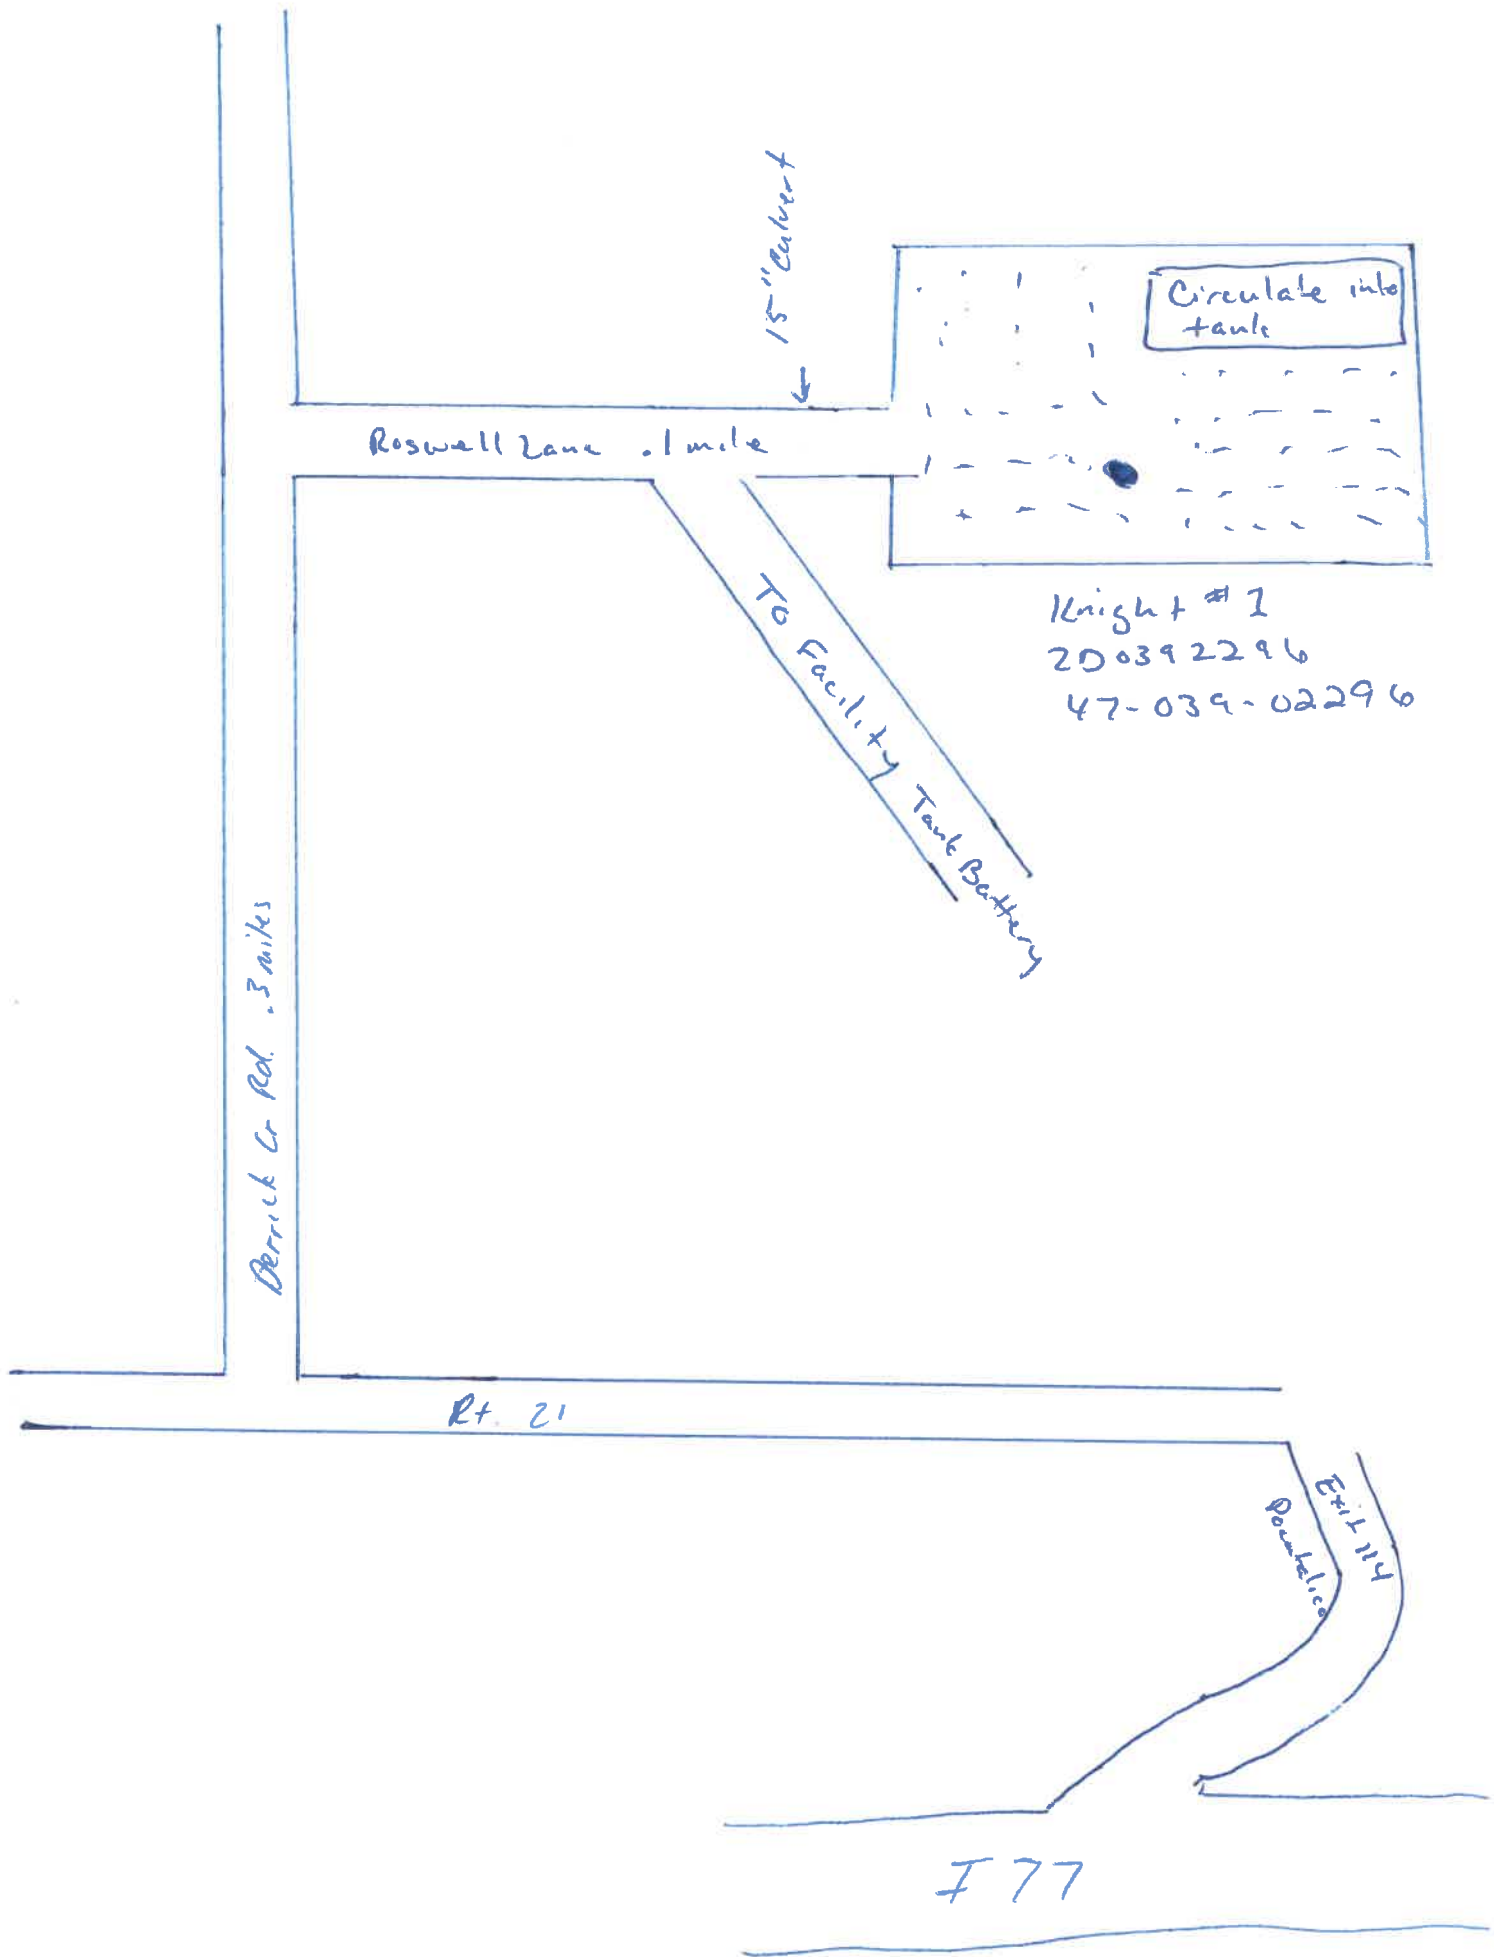 15" Culvert
Circulate into
tank
Roswell Lane .1 mile
To Facility Tank Battery
Knight #1
2D0392296
47-039-02296
Derrick Cr Rd. .3 miles
Rt. 21
Exit 114
Pocatalico
I 77